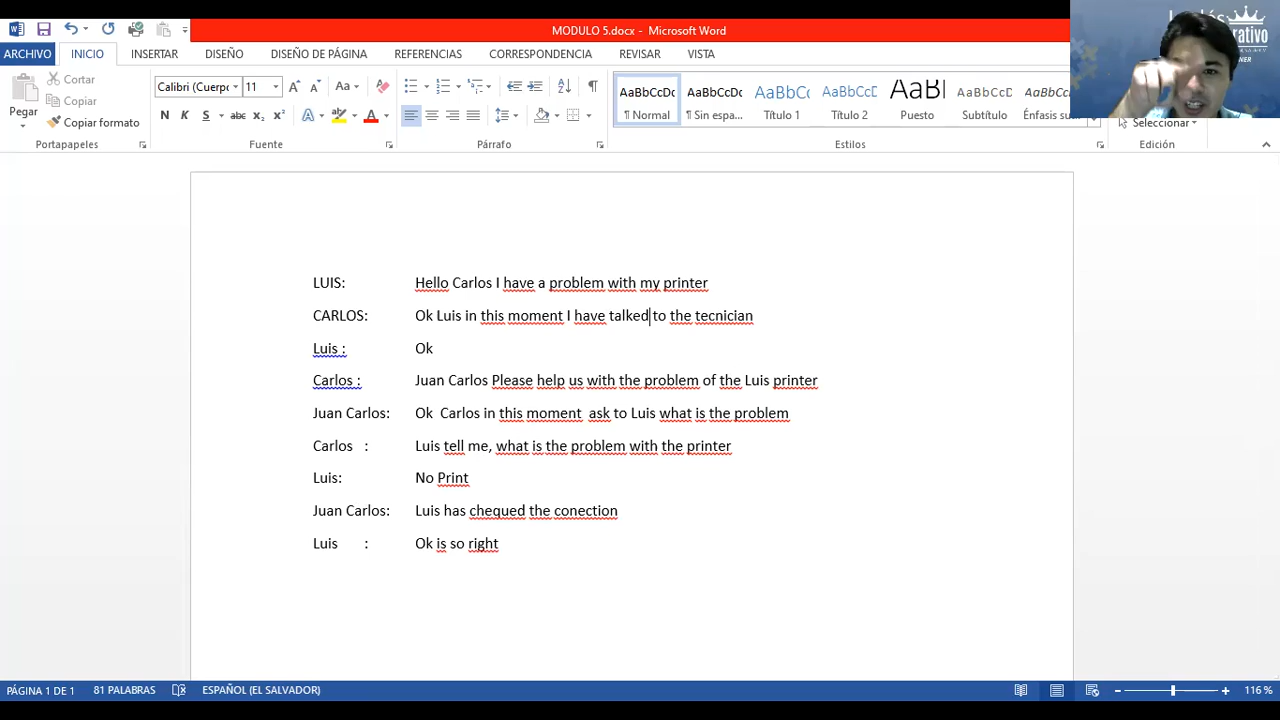 MODULO 5.docx - Microsoft Word
ARCHIVO INICIO INSERTAR DISEÑO DISEÑO DE PÁGINA REFERENCIAS CORRESPONDENCIA REVISAR VISTA
Pegar
Cortar
Copiar
Copiar formato
Portapapeles
Calibri (Cuerpo 11
Fuente
Párrafo
AaBbCcDc AaBbCcDc AaBbCc AaBbCcD AaBbl AaBbCcD AaBbCcDc
¶ Normal ¶ Sin espa... Título 1 Título 2 Puesto Subtítulo Énfasis sutil
Estilos
Seleccionar
Edición
LUIS: Hello Carlos I have a problem with my printer
CARLOS: Ok Luis in this moment I have talked to the tecnician
Luis : Ok
Carlos : Juan Carlos Please help us with the problem of the Luis printer
Juan Carlos: Ok Carlos in this moment ask to Luis what is the problem
Carlos : Luis tell me, what is the problem with the printer
Luis: No Print
Juan Carlos: Luis has chequed the conection
Luis : Ok is so right
PÁGINA 1 DE 1 81 PALABRAS ESPAÑOL (EL SALVADOR) 116 %